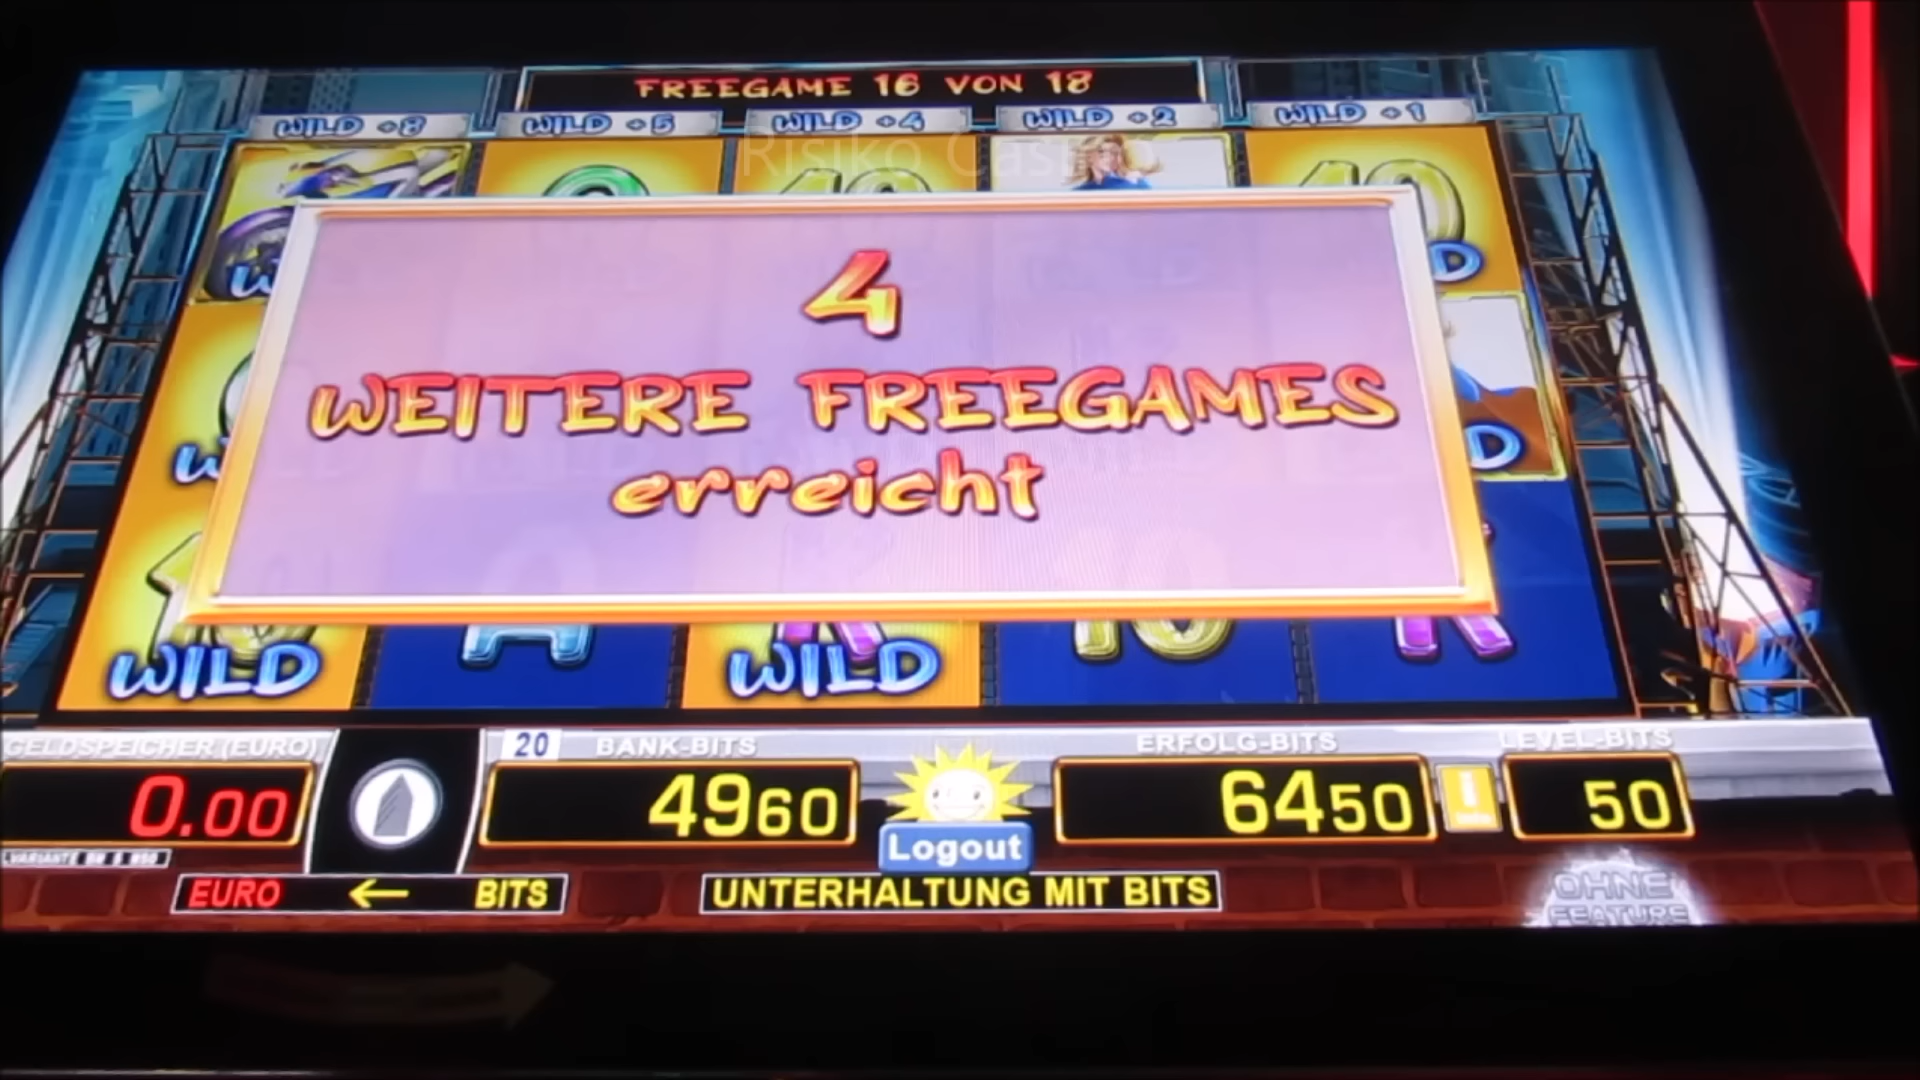 FREEGAME 16 VON 18
WILD +8 WILD +5 WILD +4 WILD +2 WILD +1
Risiko
4
WEITERE FREEGAMES
erreicht
WILD WILD
GELDSPEICHER (EURO) 20 BANK-BITS ERFOLG-BITS LEVEL-BITS
0.00 4960 6450 50
Logout
EURO ← BITS UNTERHALTUNG MIT BITS
OHNE
FEATURE